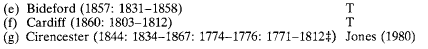 (e) Bideford (1857: 1831–1858) T
(f) Cardiff (1860: 1803–1812) T
(g) Cirencester (1844: 1834–1867: 1774–1776: 1771–1812‡) Jones (1980)